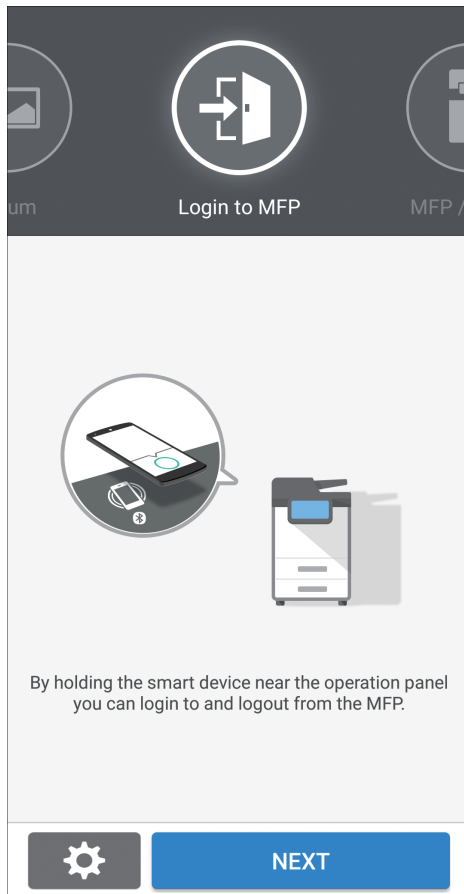 um
Login to MFP
MFP /
By holding the smart device near the operation panel
you can login to and logout from the MFP.
NEXT